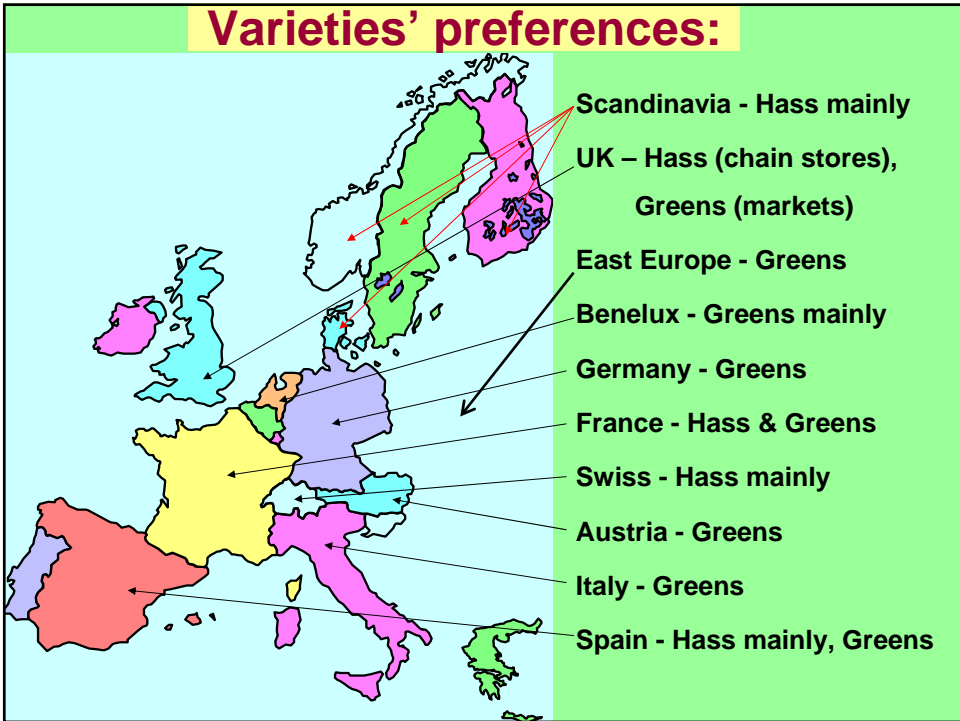 Varieties’ preferences:
Scandinavia - Hass mainly
UK – Hass (chain stores),
Greens (markets)
East Europe - Greens
Benelux - Greens mainly
Germany - Greens
France - Hass & Greens
Swiss - Hass mainly
Austria - Greens
Italy - Greens
Spain - Hass mainly, Greens